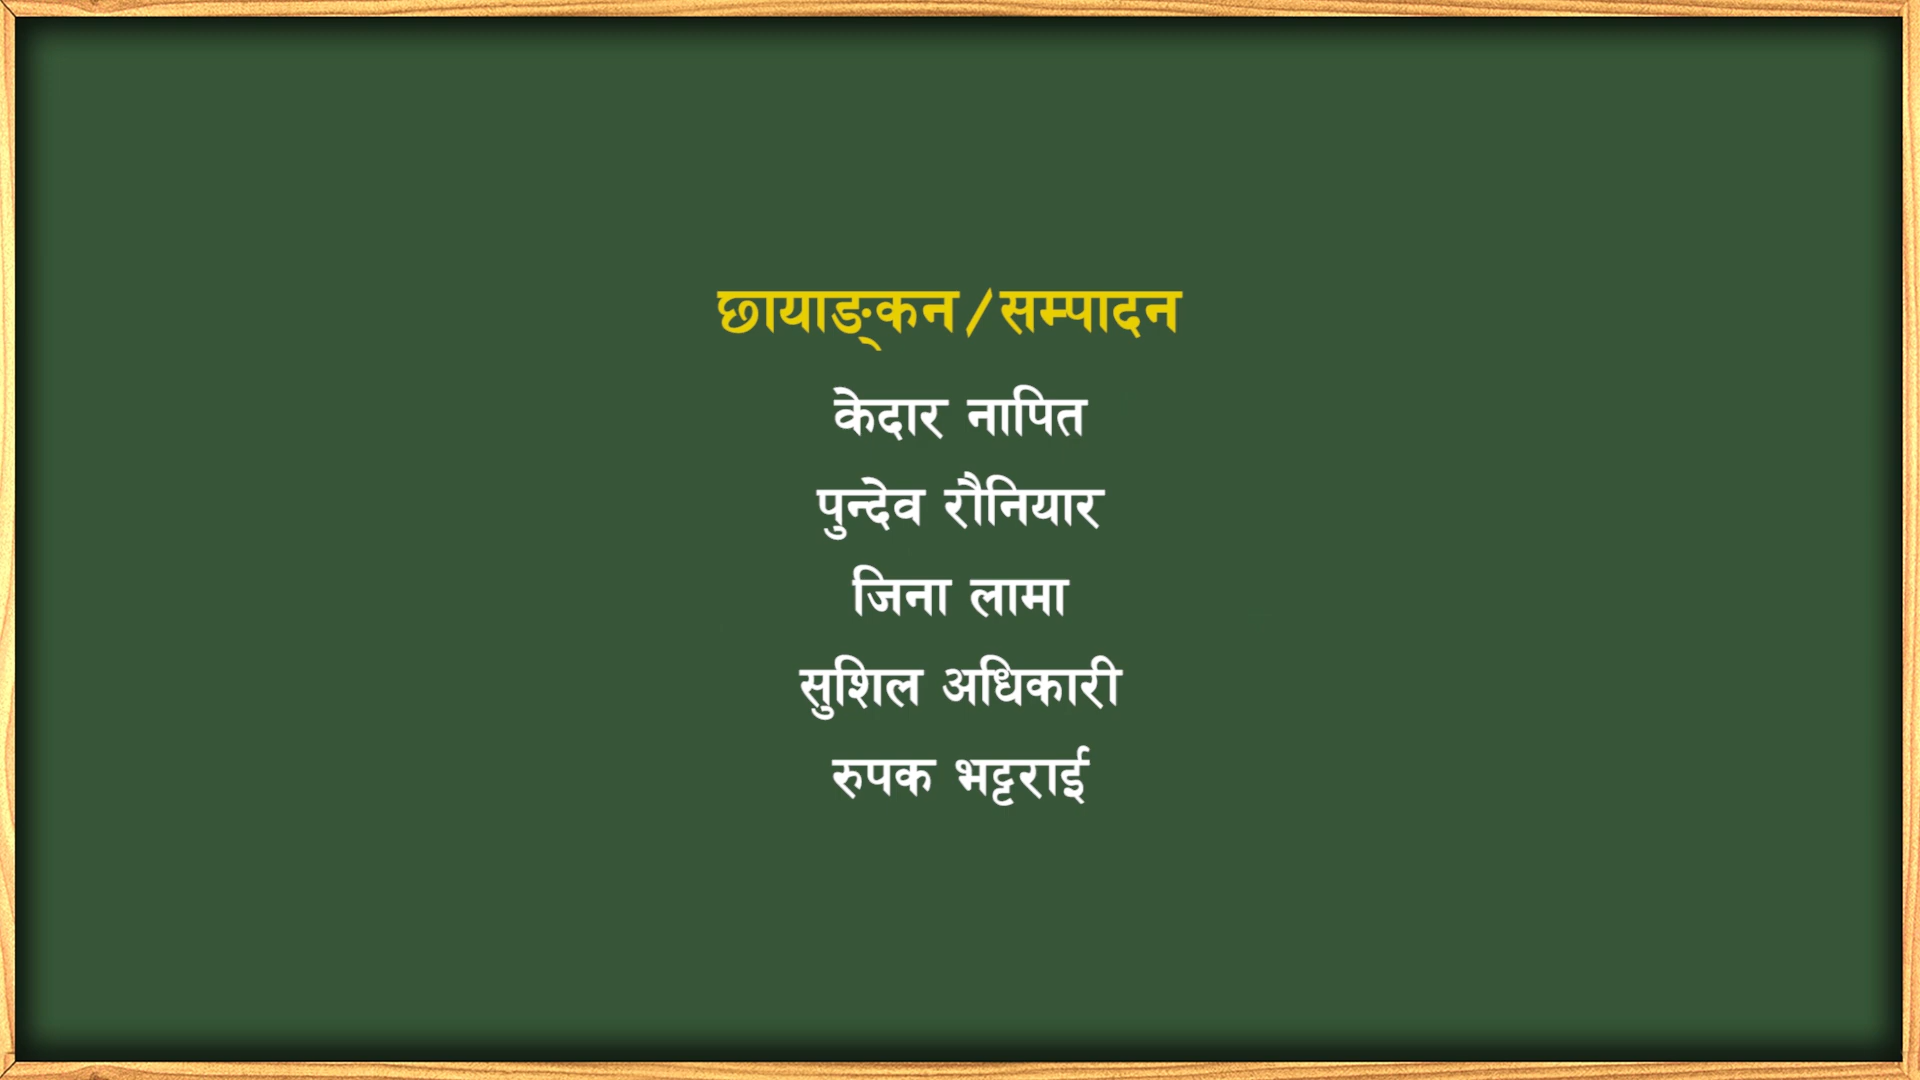 छायाङ्कन/सम्पादन
केदार नापित
पुन्देव रौनियार
जिना लामा
सुशिल अधिकारी
रुपक भट्टराई